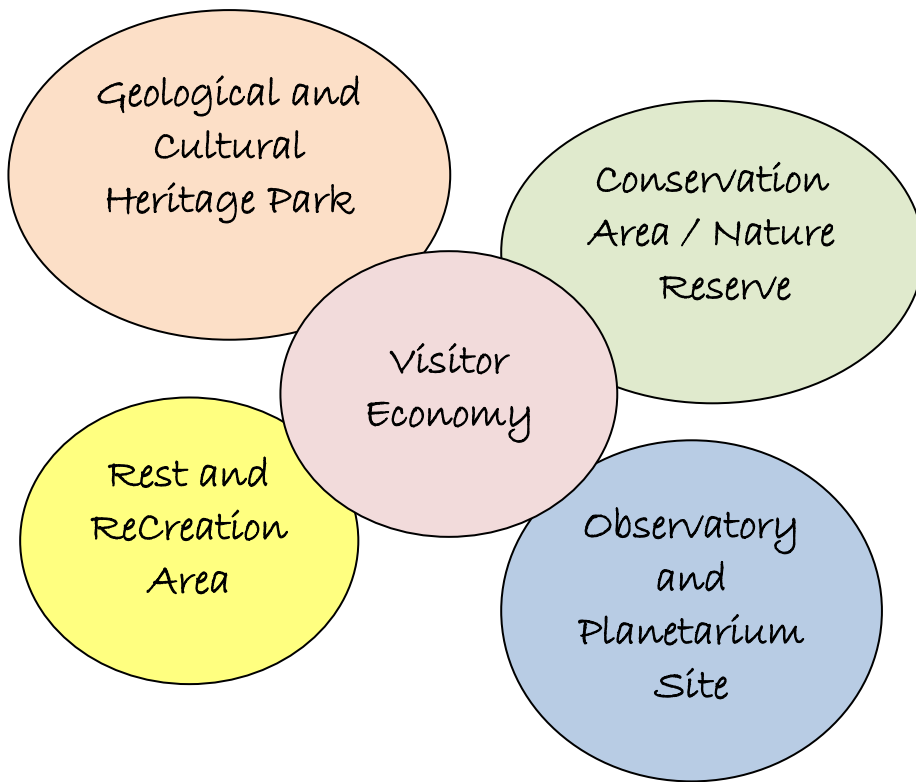 Geological and
Cultural
Heritage Park
Conservation
Area / Nature
Reserve
Visitor
Economy
Rest and
ReCreation
Area
Observatory
and
Planetarium
Site